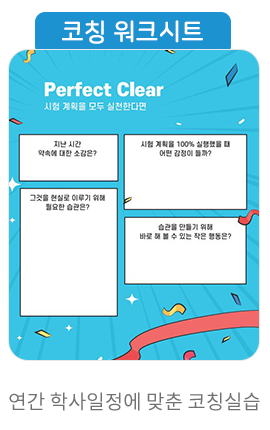 코칭 워크시트
Perfect Clear
시험 계획을 모두 실천한다면
지난 시간
약속에 대한 소감은?
시험 계획을 100% 실행했을 때
어떤 감정이 들까?
그것을 현실로 이루기 위해
필요한 습관은?
습관을 만들기 위해
바로 해 볼 수 있는 작은 행동은?
연간 학사일정에 맞춘 코칭실습